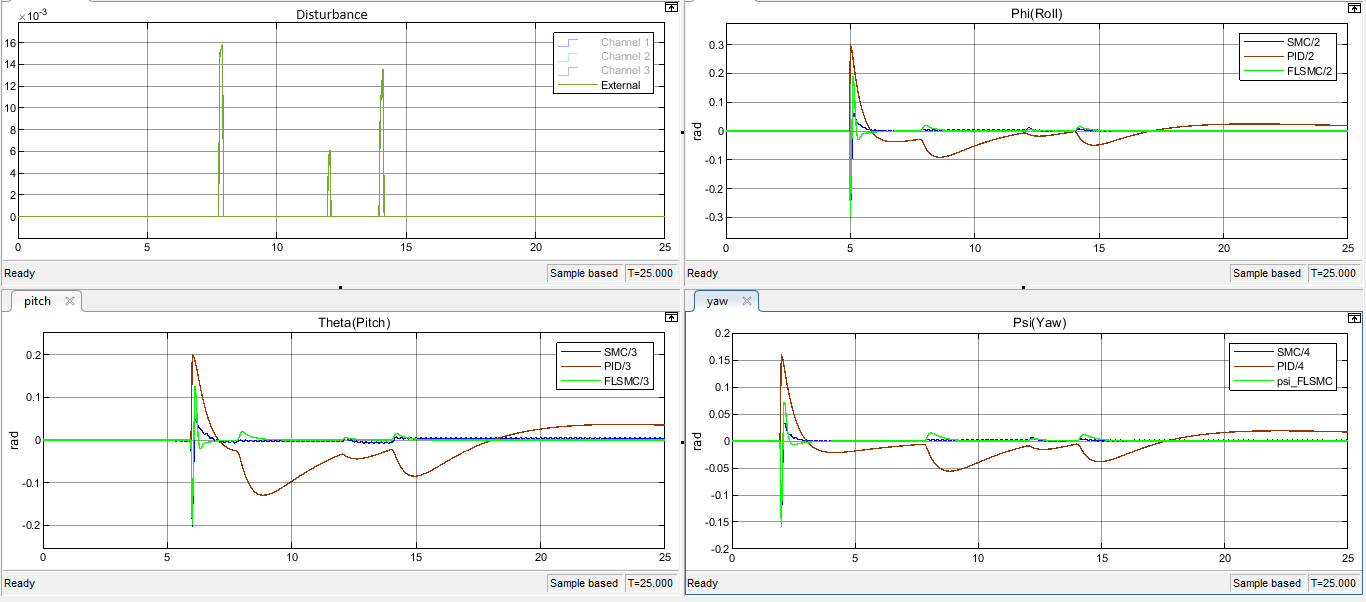 ×10⁻³
Disturbance
16
14
12
10
8
6
4
2
0
Channel 1
Channel 2
Channel 3
External
0 5 10 15 20 25
Ready Sample based T=25.000
Phi(Roll)
0.3
0.2
0.1
0
-0.1
-0.2
-0.3
rad
SMC/2
PID/2
FLSMC/2
0 5 10 15 20 25
Ready Sample based T=25.000
pitch
Theta(Pitch)
0.2
0.1
0
-0.1
-0.2
rad
SMC/3
PID/3
FLSMC/3
0 5 10 15 20 25
Ready Sample based T=25.000
yaw
Psi(Yaw)
0.2
0.15
0.1
0.05
0
-0.05
-0.1
-0.15
-0.2
rad
SMC/4
PID/4
psi_FLSMC
0 5 10 15 20 25
Ready Sample based T=25.000